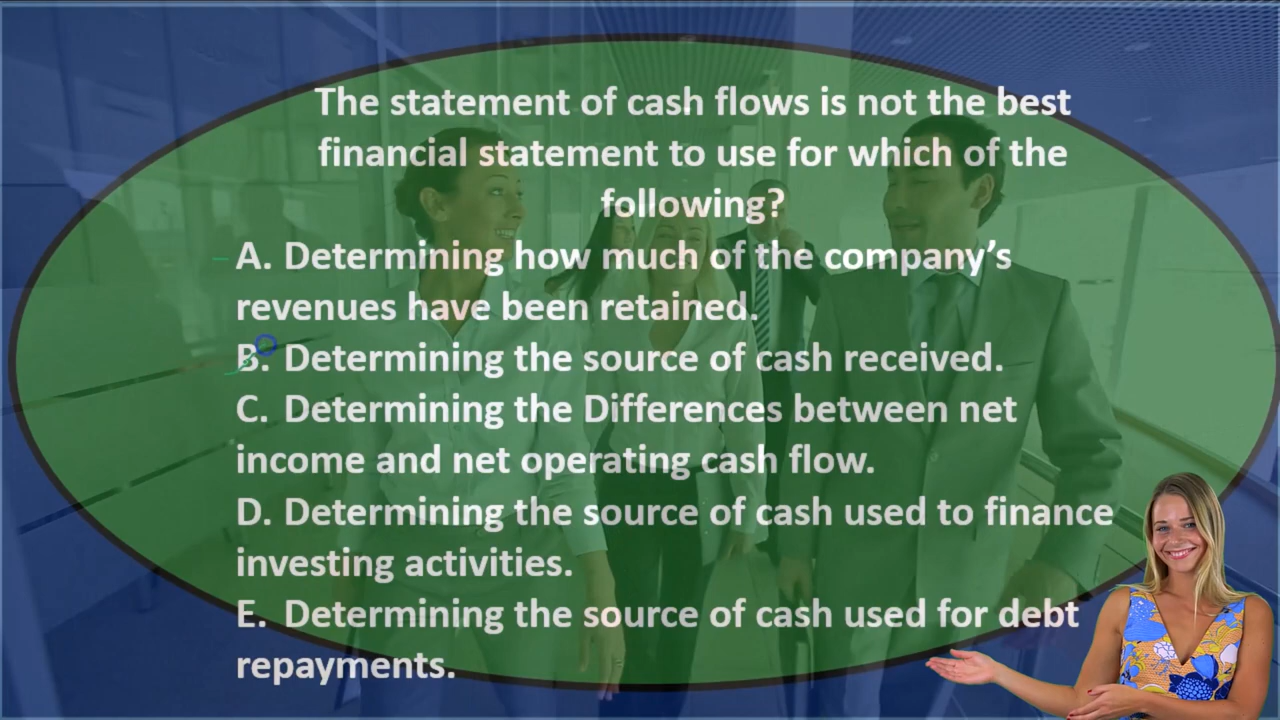 The statement of cash flows is not the best
financial statement to use for which of the
following?
A. Determining how much of the company’s
revenues have been retained.
B. Determining the source of cash received.
C. Determining the Differences between net
income and net operating cash flow.
D. Determining the source of cash used to finance
investing activities.
E. Determining the source of cash used for debt
repayments.